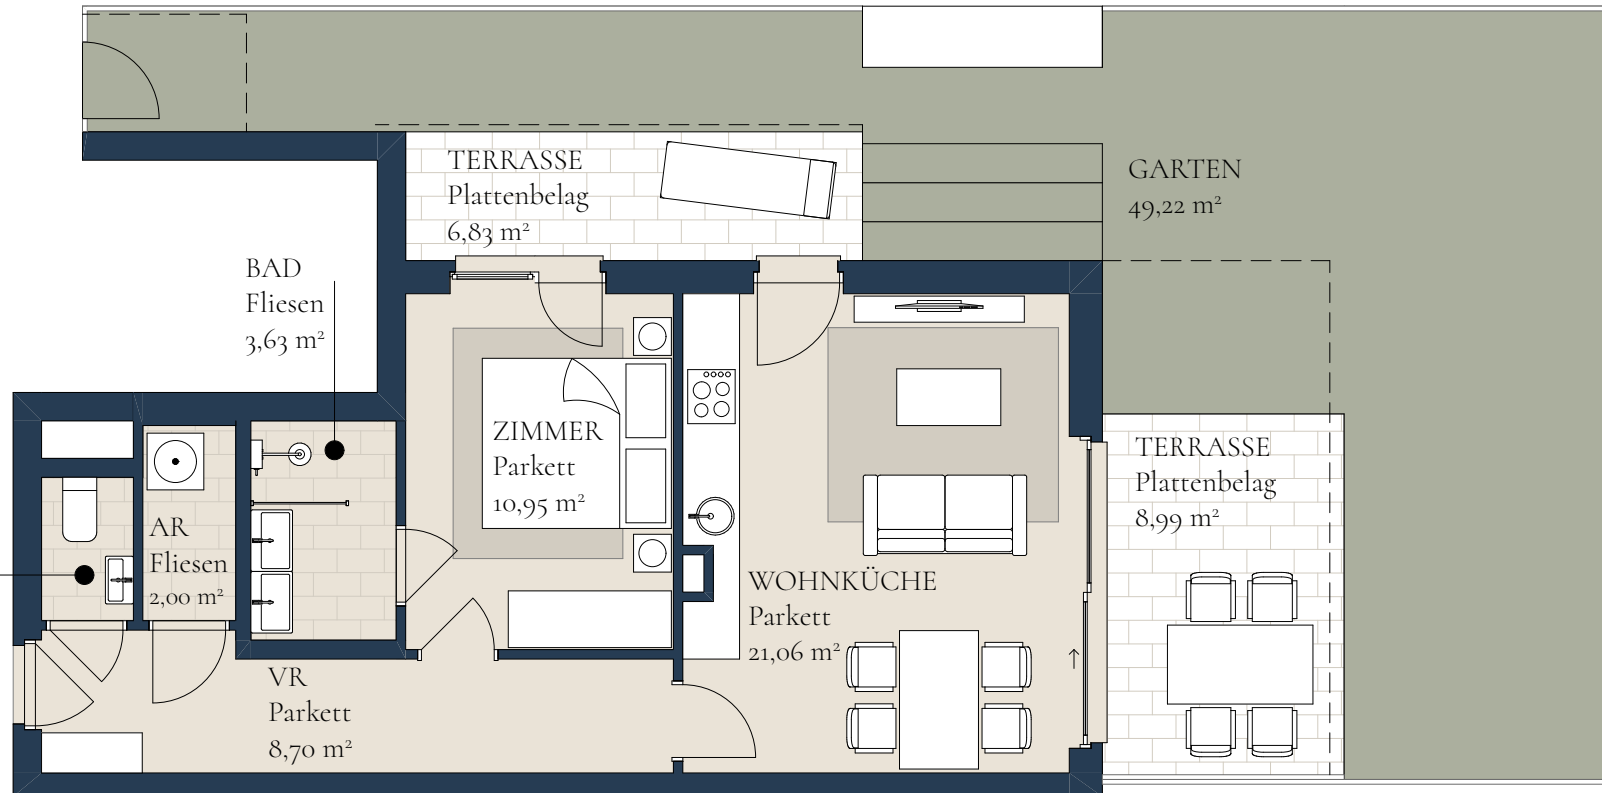 TERRASSE
Plattenbelag
6,83 m²
GARTEN
49,22 m²
BAD
Fliesen
3,63 m²
ZIMMER
Parkett
10,95 m²
TERRASSE
Plattenbelag
8,99 m²
AR
Fliesen
2,00 m²
WOHNKÜCHE
Parkett
21,06 m²
VR
Parkett
8,70 m²